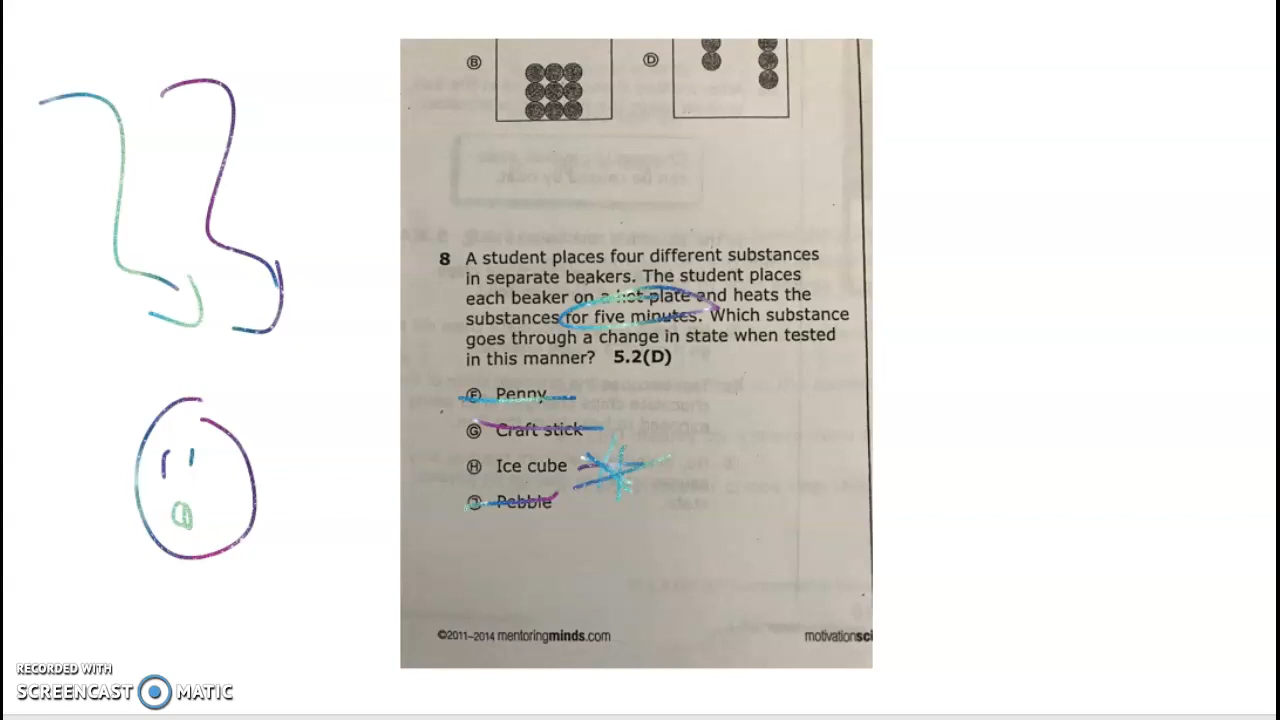 B
D
8 A student places four different substances
in separate beakers. The student places
each beaker on a hot plate and heats the
substances for five minutes. Which substance
goes through a change in state when tested
in this manner? 5.2(D)
F Penny
G Craft stick
H Ice cube
J Pebble
©2011–2014 mentoringminds.com
motivationsci
RECORDED WITH
SCREENCAST MATIC